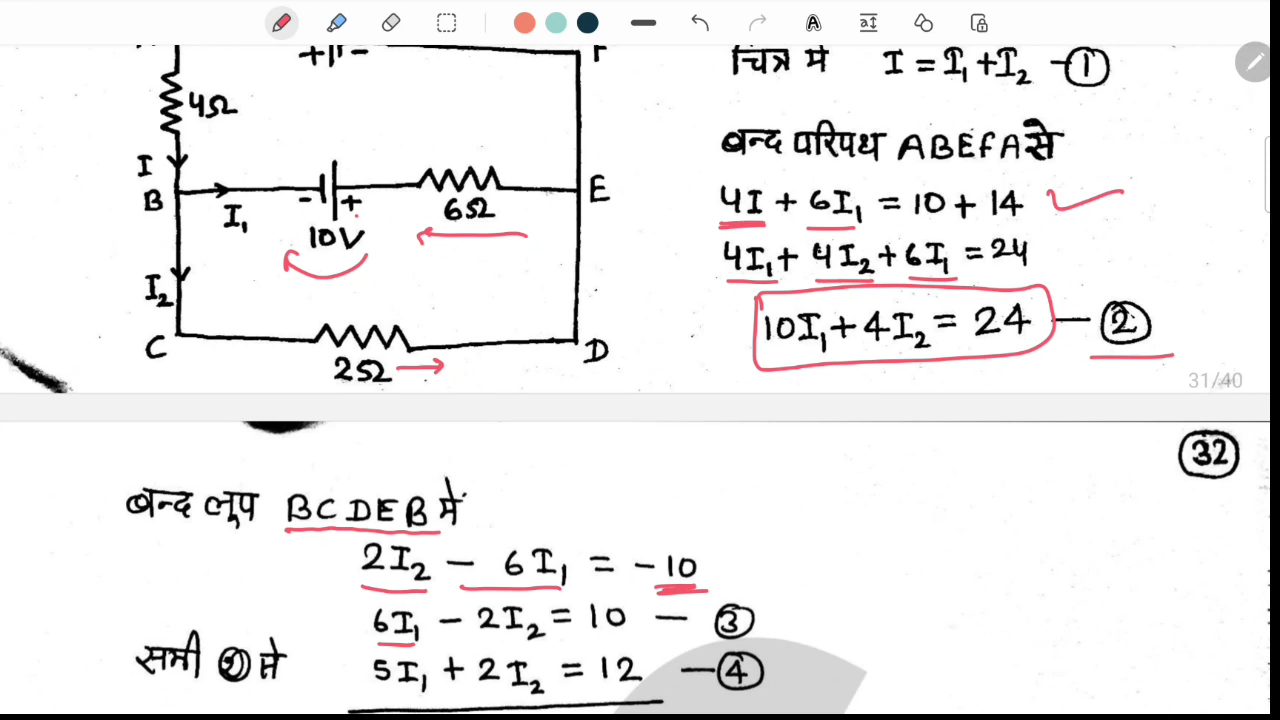 + -
F
4Ω
I
B
I₁
- +
10V
6Ω
E
I₂
C
2Ω
D
चित्र में I = I₁ + I₂ —①
बन्द परिपथ ABEFA से
4I + 6I₁ = 10 + 14
4I₁ + 4I₂ + 6I₁ = 24
10I₁ + 4I₂ = 24 —②
31/40
32
बन्द लूप BCDEB में
2I₂ — 6I₁ = -10
6I₁ - 2I₂ = 10 —③
समी ② से 5I₁ + 2I₂ = 12 —④